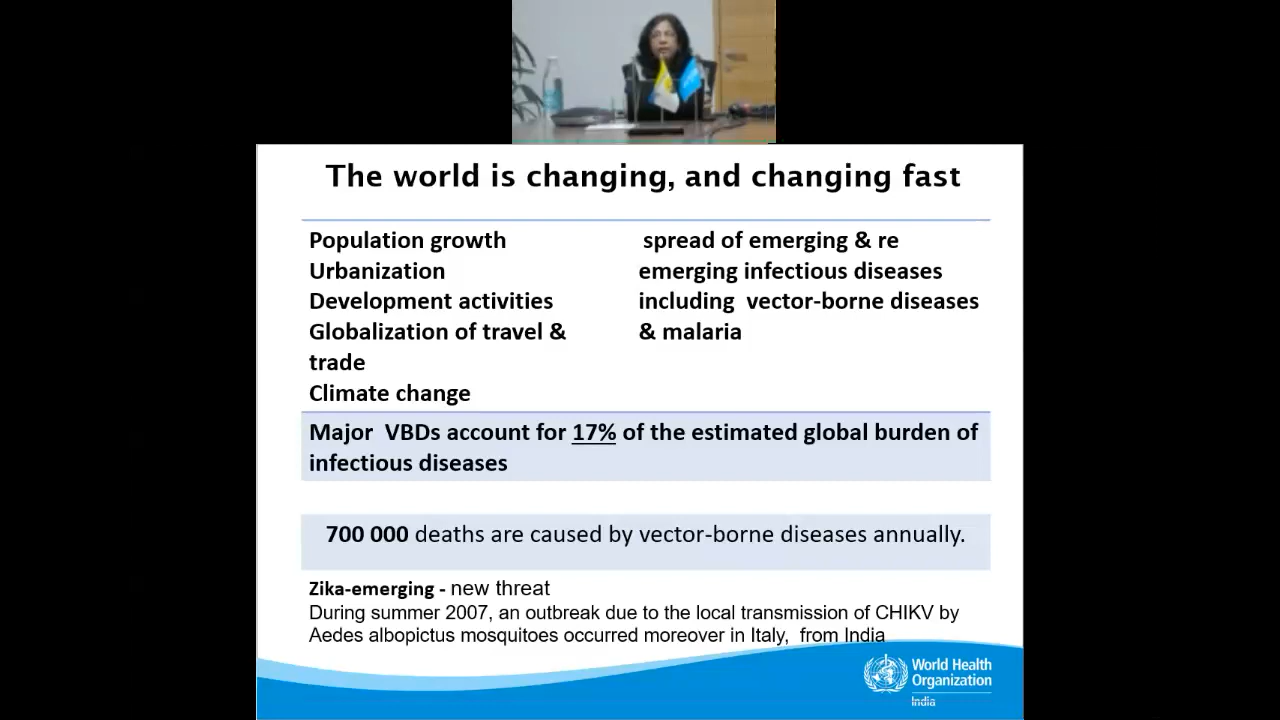 The world is changing, and changing fast
Population growth
Urbanization
Development activities
Globalization of travel &
trade
Climate change
spread of emerging & re
emerging infectious diseases
including vector-borne diseases
& malaria
Major VBDs account for 17% of the estimated global burden of
infectious diseases
700 000 deaths are caused by vector-borne diseases annually.
Zika-emerging - new threat
During summer 2007, an outbreak due to the local transmission of CHIKV by
Aedes albopictus mosquitoes occurred moreover in Italy, from India
World Health
Organization
India